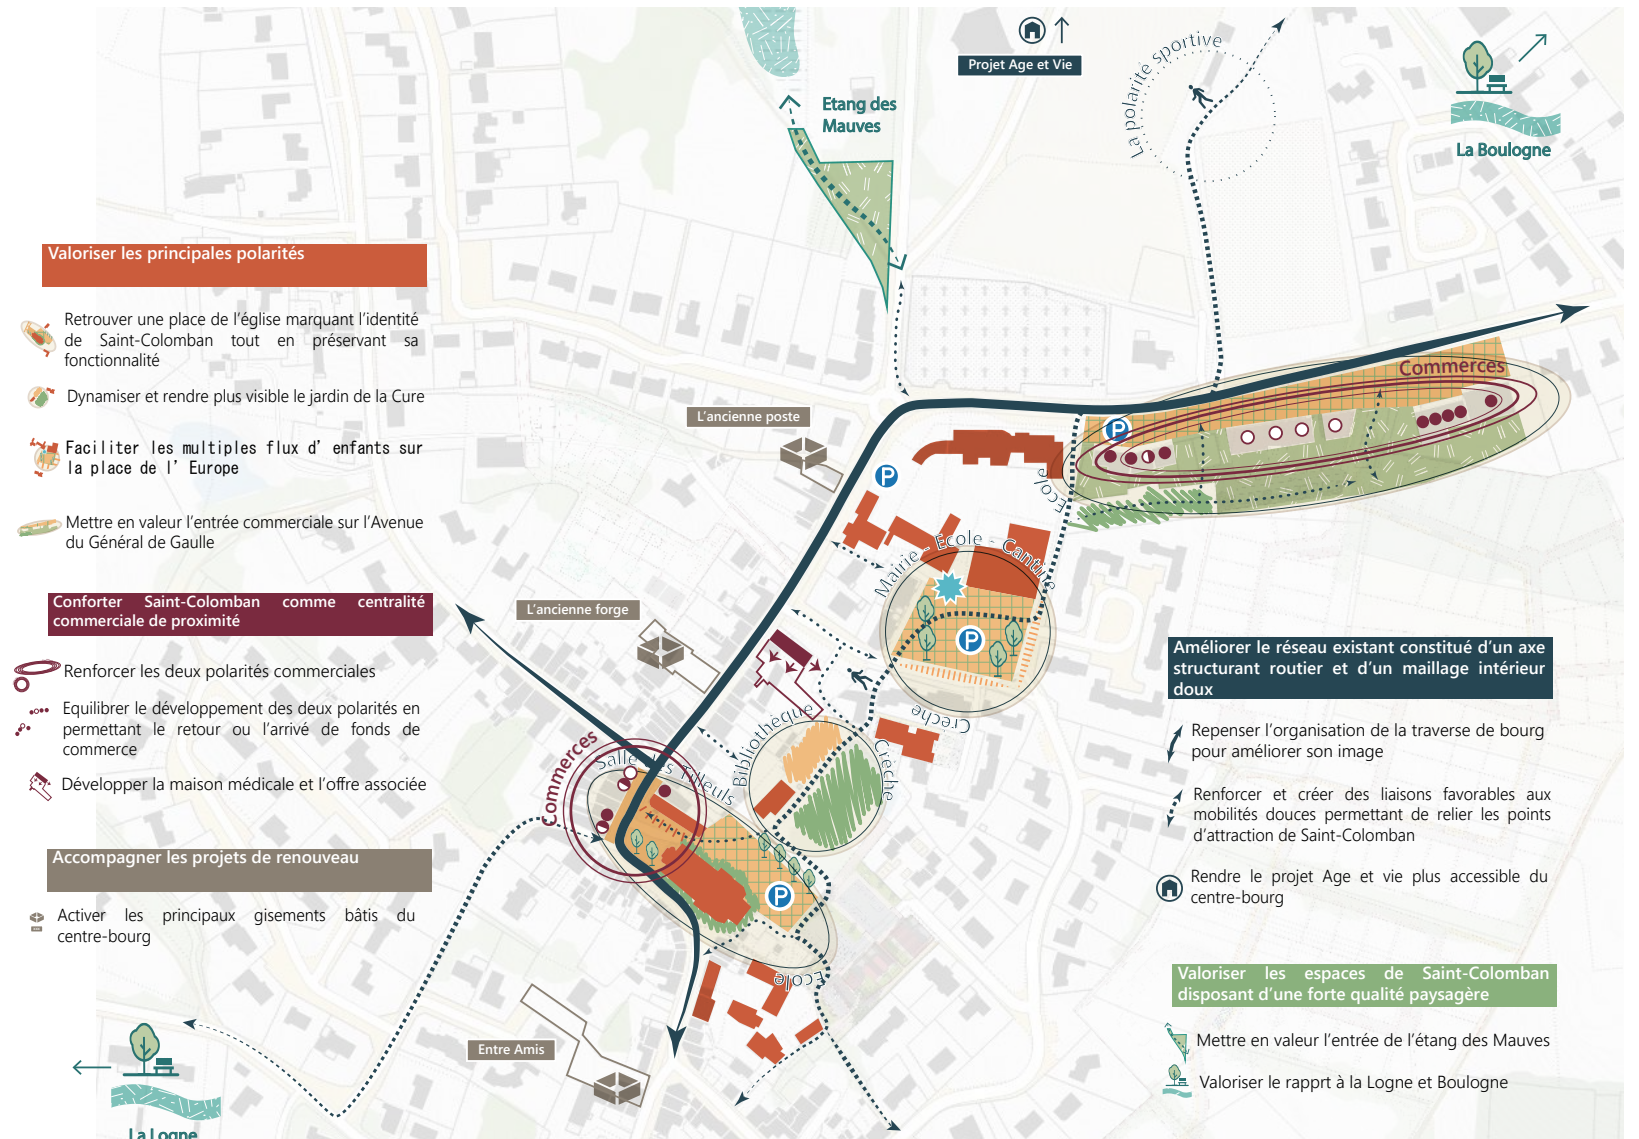 Projet Age et Vie
La polarité sportive
Etang des
Mauves
La Boulogne
Valoriser les principales polarités
Retrouver une place de l'église marquant l'identité
de Saint-Colomban tout en préservant sa
fonctionnalité
Dynamiser et rendre plus visible le jardin de la Cure
Faciliter les multiples flux d' enfants sur
la place de l' Europe
Mettre en valeur l'entrée commerciale sur l'Avenue
du Général de Gaulle
Conforter Saint-Colomban comme centralité
commerciale de proximité
Renforcer les deux polarités commerciales
Equilibrer le développement des deux polarités en
permettant le retour ou l'arrivé de fonds de
commerce
Développer la maison médicale et l'offre associée
Accompagner les projets de renouveau
Activer les principaux gisements bâtis du
centre-bourg
Commerces
P
L'ancienne poste
P
Ecole
Mairie - Ecole - Cantine
P
L'ancienne forge
Crèche
Bibliothèque
Crèche
Commerces
Salle des Tilleuls
P
Ecole
Entre Amis
La Logne
Améliorer le réseau existant constitué d'un axe
structurant routier et d'un maillage intérieur
doux
Repenser l'organisation de la traverse de bourg
pour améliorer son image
Renforcer et créer des liaisons favorables aux
mobilités douces permettant de relier les points
d'attraction de Saint-Colomban
Rendre le projet Age et vie plus accessible du
centre-bourg
Valoriser les espaces de Saint-Colomban
disposant d'une forte qualité paysagère
Mettre en valeur l'entrée de l'étang des Mauves
Valoriser le rapprt à la Logne et Boulogne